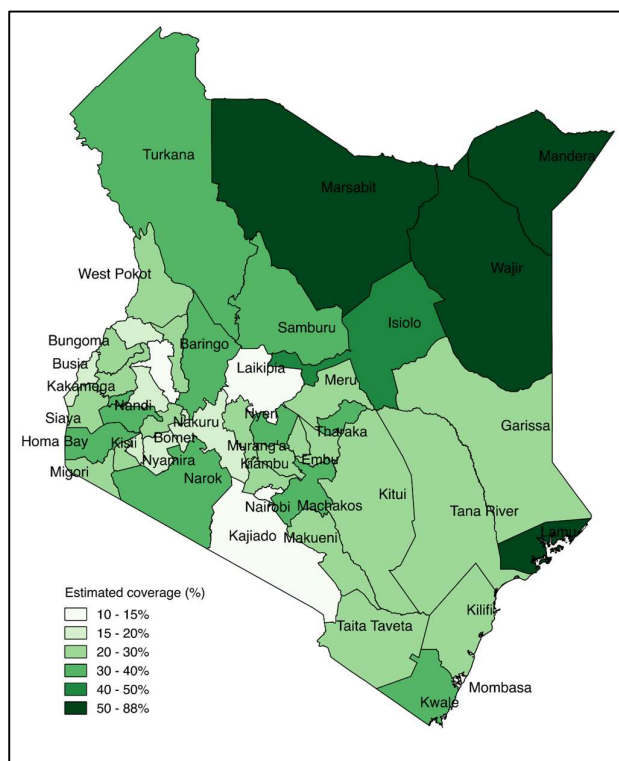 Turkana
Mandera
Marsabit
Wajir
West Pokot
Isiolo
Samburu
Bungoma
Baringo
Busia
Laikipia
Kakamega
Meru
Nandi
Siaya
Nyeri
Nakuru
Garissa
Tharaka
Homa Bay
Kisii
Bomet
Murang'a
Nyamira
Kiambu
Embu
Migori
Narok
Kitui
Nairobi
Machakos
Tana River
Kajiado
Makueni
Lamu
Estimated coverage (%)
10 - 15%
15 - 20%
20 - 30%
30 - 40%
40 - 50%
50 - 88%
Kilifi
Taita Taveta
Mombasa
Kwale